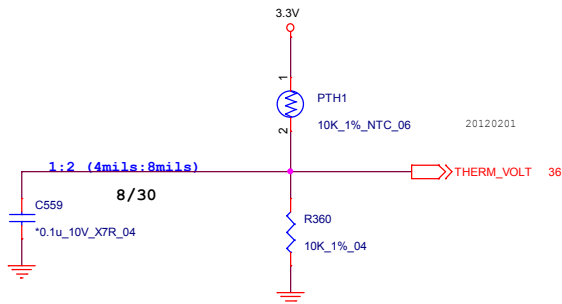 3.3V
1
PTH1
10K_1%_NTC_06
20120201
2
1:2 (4mils:8mils)
THERM_VOLT 36
8/30
C559
*0.1u_10V_X7R_04
R360
10K_1%_04